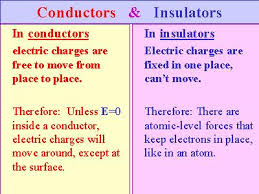 Conductors & Insulators
In conductors
electric charges are
free to move from
place to place.
Therefore: Unless E=0
inside a conductor,
electric charges will
move around, except at
the surface.
In insulators
Electric charges are
fixed in one place,
can't move.
Therefore: There are
atomic-level forces that
keep electrons in place,
like in an atom.